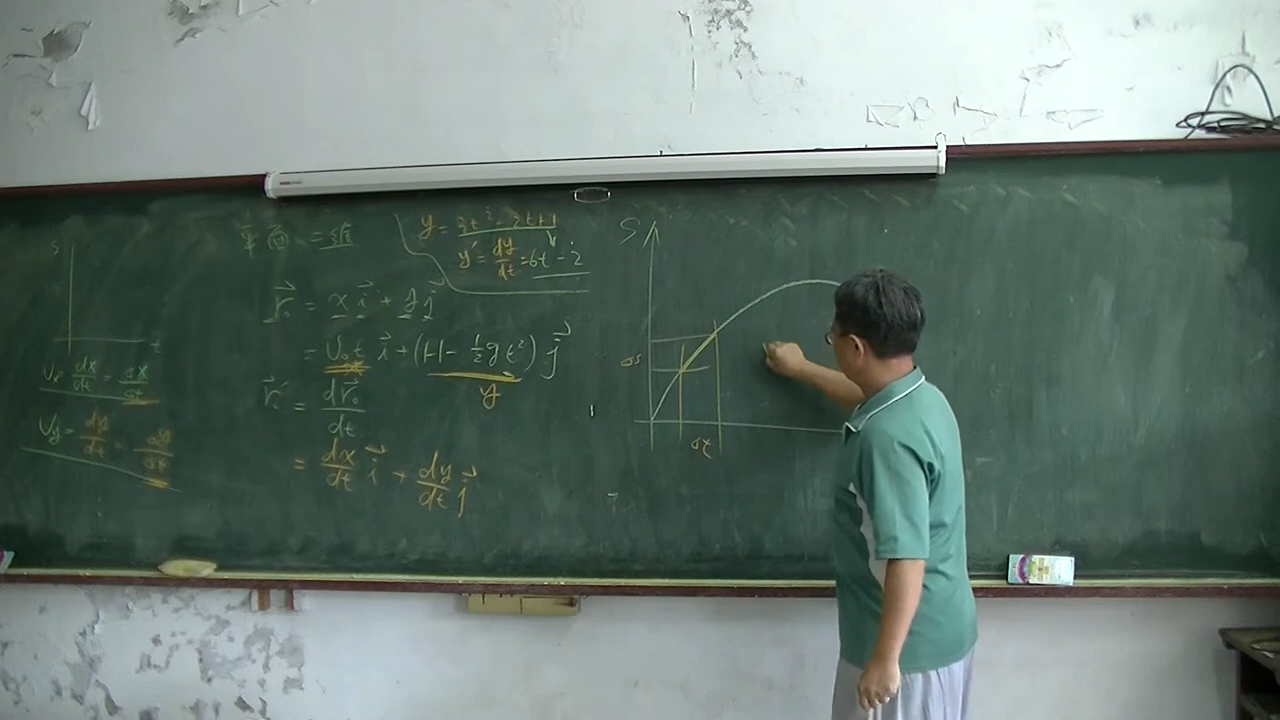 S
t
Vx = dx/dt = Δx/Δt
Vy = dy/dt = Δy/Δt
平面 二維
r⃗ = x i⃗ + y j⃗
= V₀t i⃗ + (H - ½gt²) j⃗
y
r⃗' = dr⃗/dt
= dx/dt i⃗ + dy/dt j⃗
y = 3t² - 2t + 1
y' = dy/dt = 6t - 2
S
ΔS
Δt